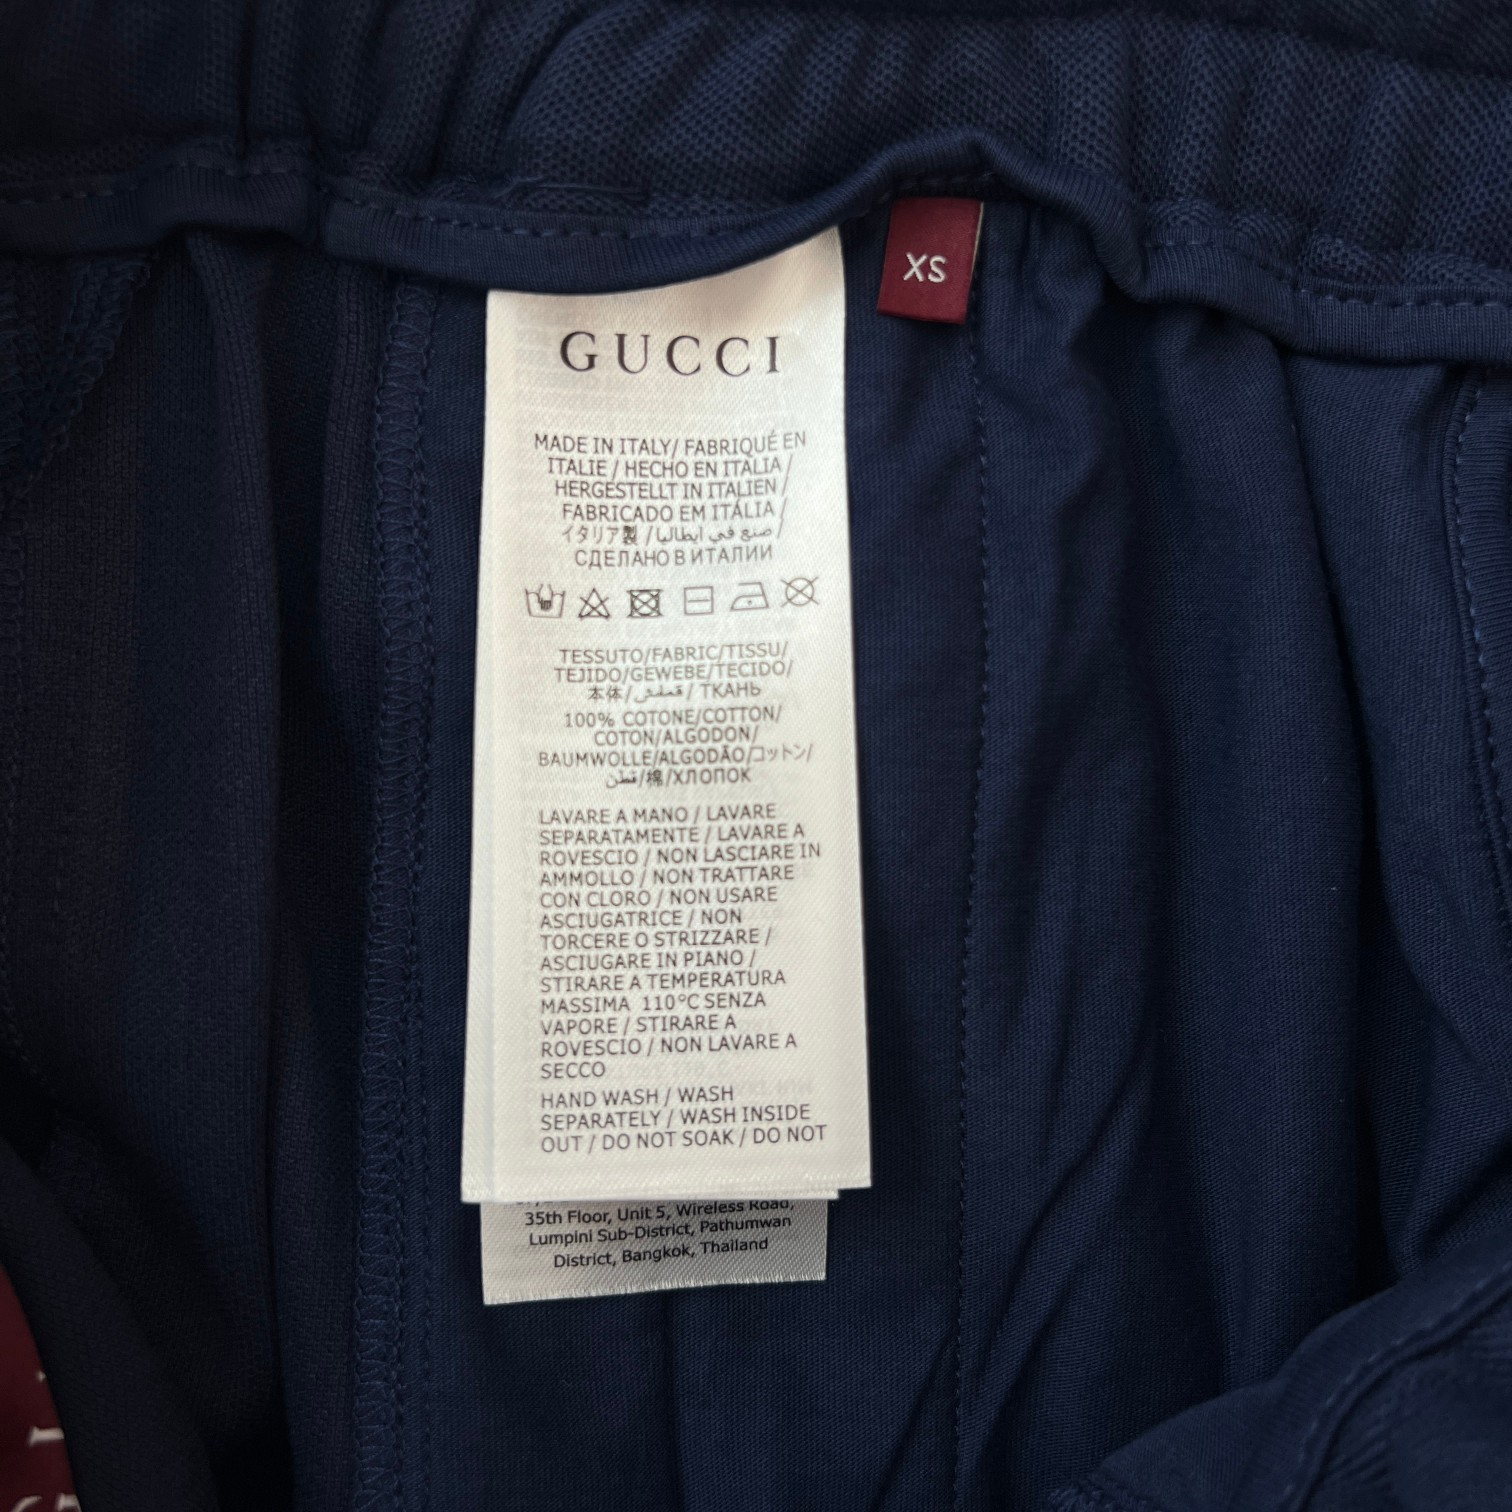 XS
GUCCI
MADE IN ITALY/ FABRIQUÉ EN
ITALIE / HECHO EN ITALIA /
HERGESTELLT IN ITALIEN /
FABRICADO EM ITÁLIA /
イタリア製 / صنع في ايطاليا /
СДЕЛАНО В ИТАЛИИ
TESSUTO/FABRIC/TISSU/
TEJIDO/GEWEBE/TECIDO/
本体/ قماش / ТКАНЬ
100% COTONE/COTTON/
COTON/ALGODON/
BAUMWOLLE/ALGODÃO/コットン/
قطن/棉/ХЛОПОК
LAVARE A MANO / LAVARE
SEPARATAMENTE / LAVARE A
ROVESCIO / NON LASCIARE IN
AMMOLLO / NON TRATTARE
CON CLORO / NON USARE
ASCIUGATRICE / NON
TORCERE O STRIZZARE /
ASCIUGARE IN PIANO /
STIRARE A TEMPERATURA
MASSIMA 110°C SENZA
VAPORE / STIRARE A
ROVESCIO / NON LAVARE A
SECCO
HAND WASH / WASH
SEPARATELY / WASH INSIDE
OUT / DO NOT SOAK / DO NOT
35th Floor, Unit 5, Wireless Road,
Lumpini Sub-District, Pathumwan
District, Bangkok, Thailand